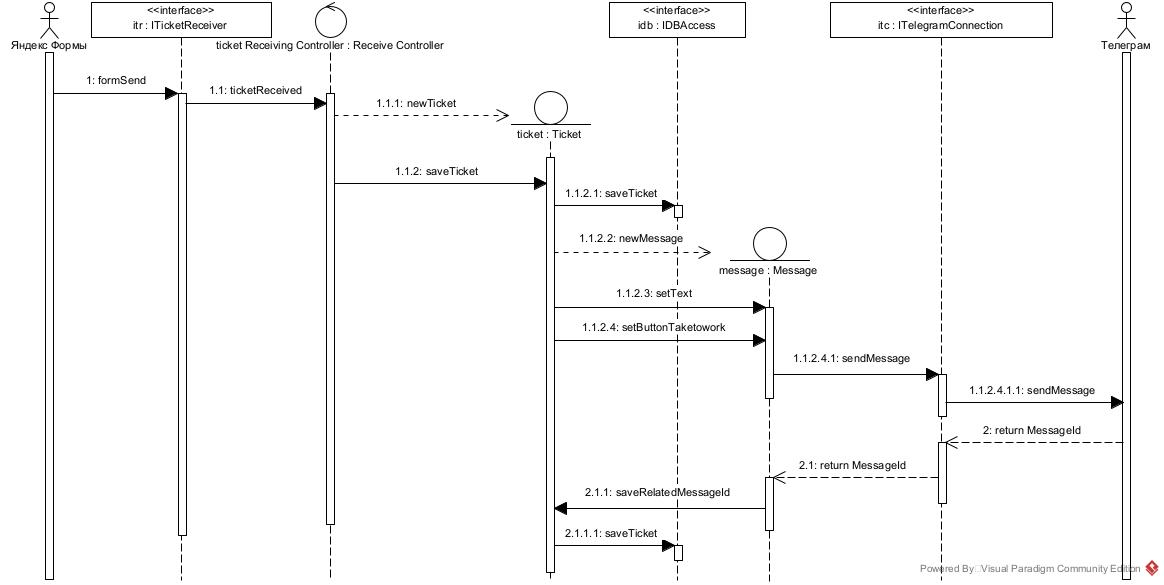 <<interface>>
itr : ITicketReceiver
<<interface>>
idb : IDBAccess
<<interface>>
itc : ITelegramConnection
Яндекс Формы
ticket Receiving Controller : Receive Controller
Телеграм
1: formSend
1.1: ticketReceived
1.1.1: newTicket
ticket : Ticket
1.1.2: saveTicket
1.1.2.1: saveTicket
1.1.2.2: newMessage
message : Message
1.1.2.3: setText
1.1.2.4: setButtonTaketowork
1.1.2.4.1: sendMessage
1.1.2.4.1.1: sendMessage
2: return MessageId
2.1: return MessageId
2.1.1: saveRelatedMessageId
2.1.1.1: saveTicket
Powered By Visual Paradigm Community Edition